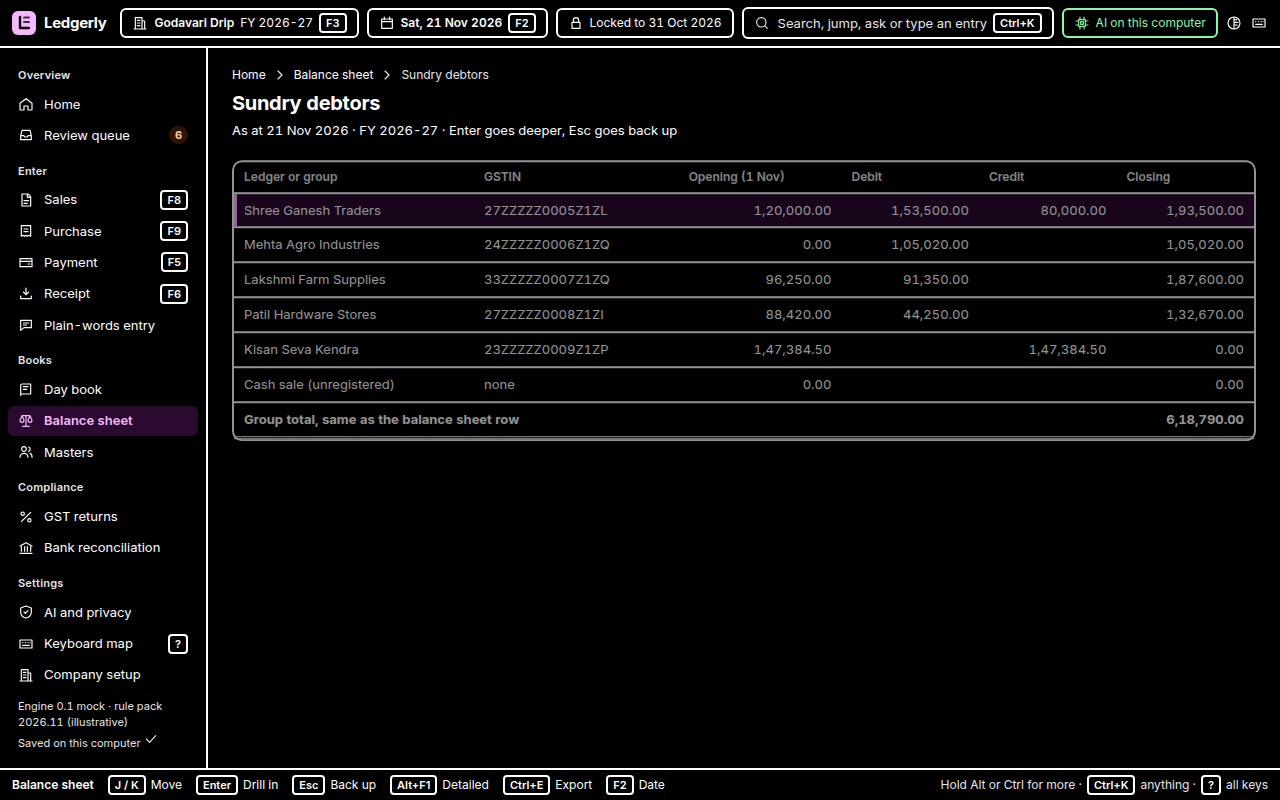 Ledgerly
Godavari Drip FY 2026-27 F3
Sat, 21 Nov 2026 F2
Locked to 31 Oct 2026
Search, jump, ask or type an entry Ctrl+K
AI on this computer
Overview
Home
Review queue 6
Enter
Sales F8
Purchase F9
Payment F5
Receipt F6
Plain-words entry
Books
Day book
Balance sheet
Masters
Compliance
GST returns
Bank reconciliation
Settings
AI and privacy
Keyboard map ?
Company setup
Engine 0.1 mock · rule pack
2026.11 (illustrative)
Saved on this computer
Home > Balance sheet > Sundry debtors
Sundry debtors
As at 21 Nov 2026 · FY 2026-27 · Enter goes deeper, Esc goes back up
Ledger or group GSTIN Opening (1 Nov) Debit Credit Closing
Shree Ganesh Traders 27ZZZZZ0005Z1ZL 1,20,000.00 1,53,500.00 80,000.00 1,93,500.00
Mehta Agro Industries 24ZZZZZ0006Z1ZQ 0.00 1,05,020.00 1,05,020.00
Lakshmi Farm Supplies 33ZZZZZ0007Z1ZQ 96,250.00 91,350.00 1,87,600.00
Patil Hardware Stores 27ZZZZZ0008Z1ZI 88,420.00 44,250.00 1,32,670.00
Kisan Seva Kendra 23ZZZZZ0009Z1ZP 1,47,384.50 1,47,384.50 0.00
Cash sale (unregistered) none 0.00 0.00
Group total, same as the balance sheet row 6,18,790.00
Balance sheet J / K Move Enter Drill in Esc Back up Alt+F1 Detailed Ctrl+E Export F2 Date
Hold Alt or Ctrl for more · Ctrl+K anything · ? all keys